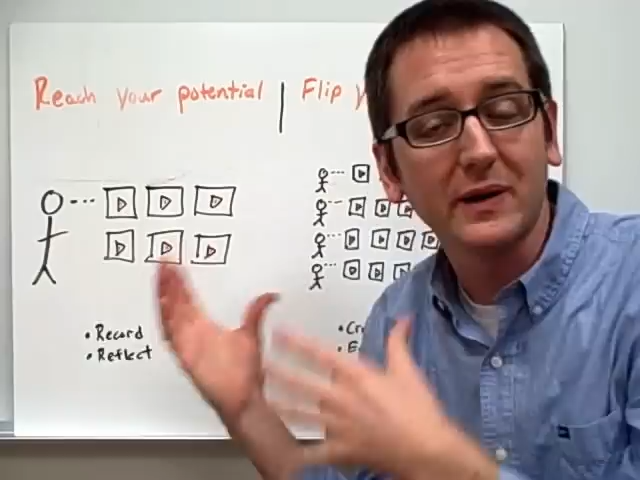 Reach your potential | Flip
• Record
• Reflect